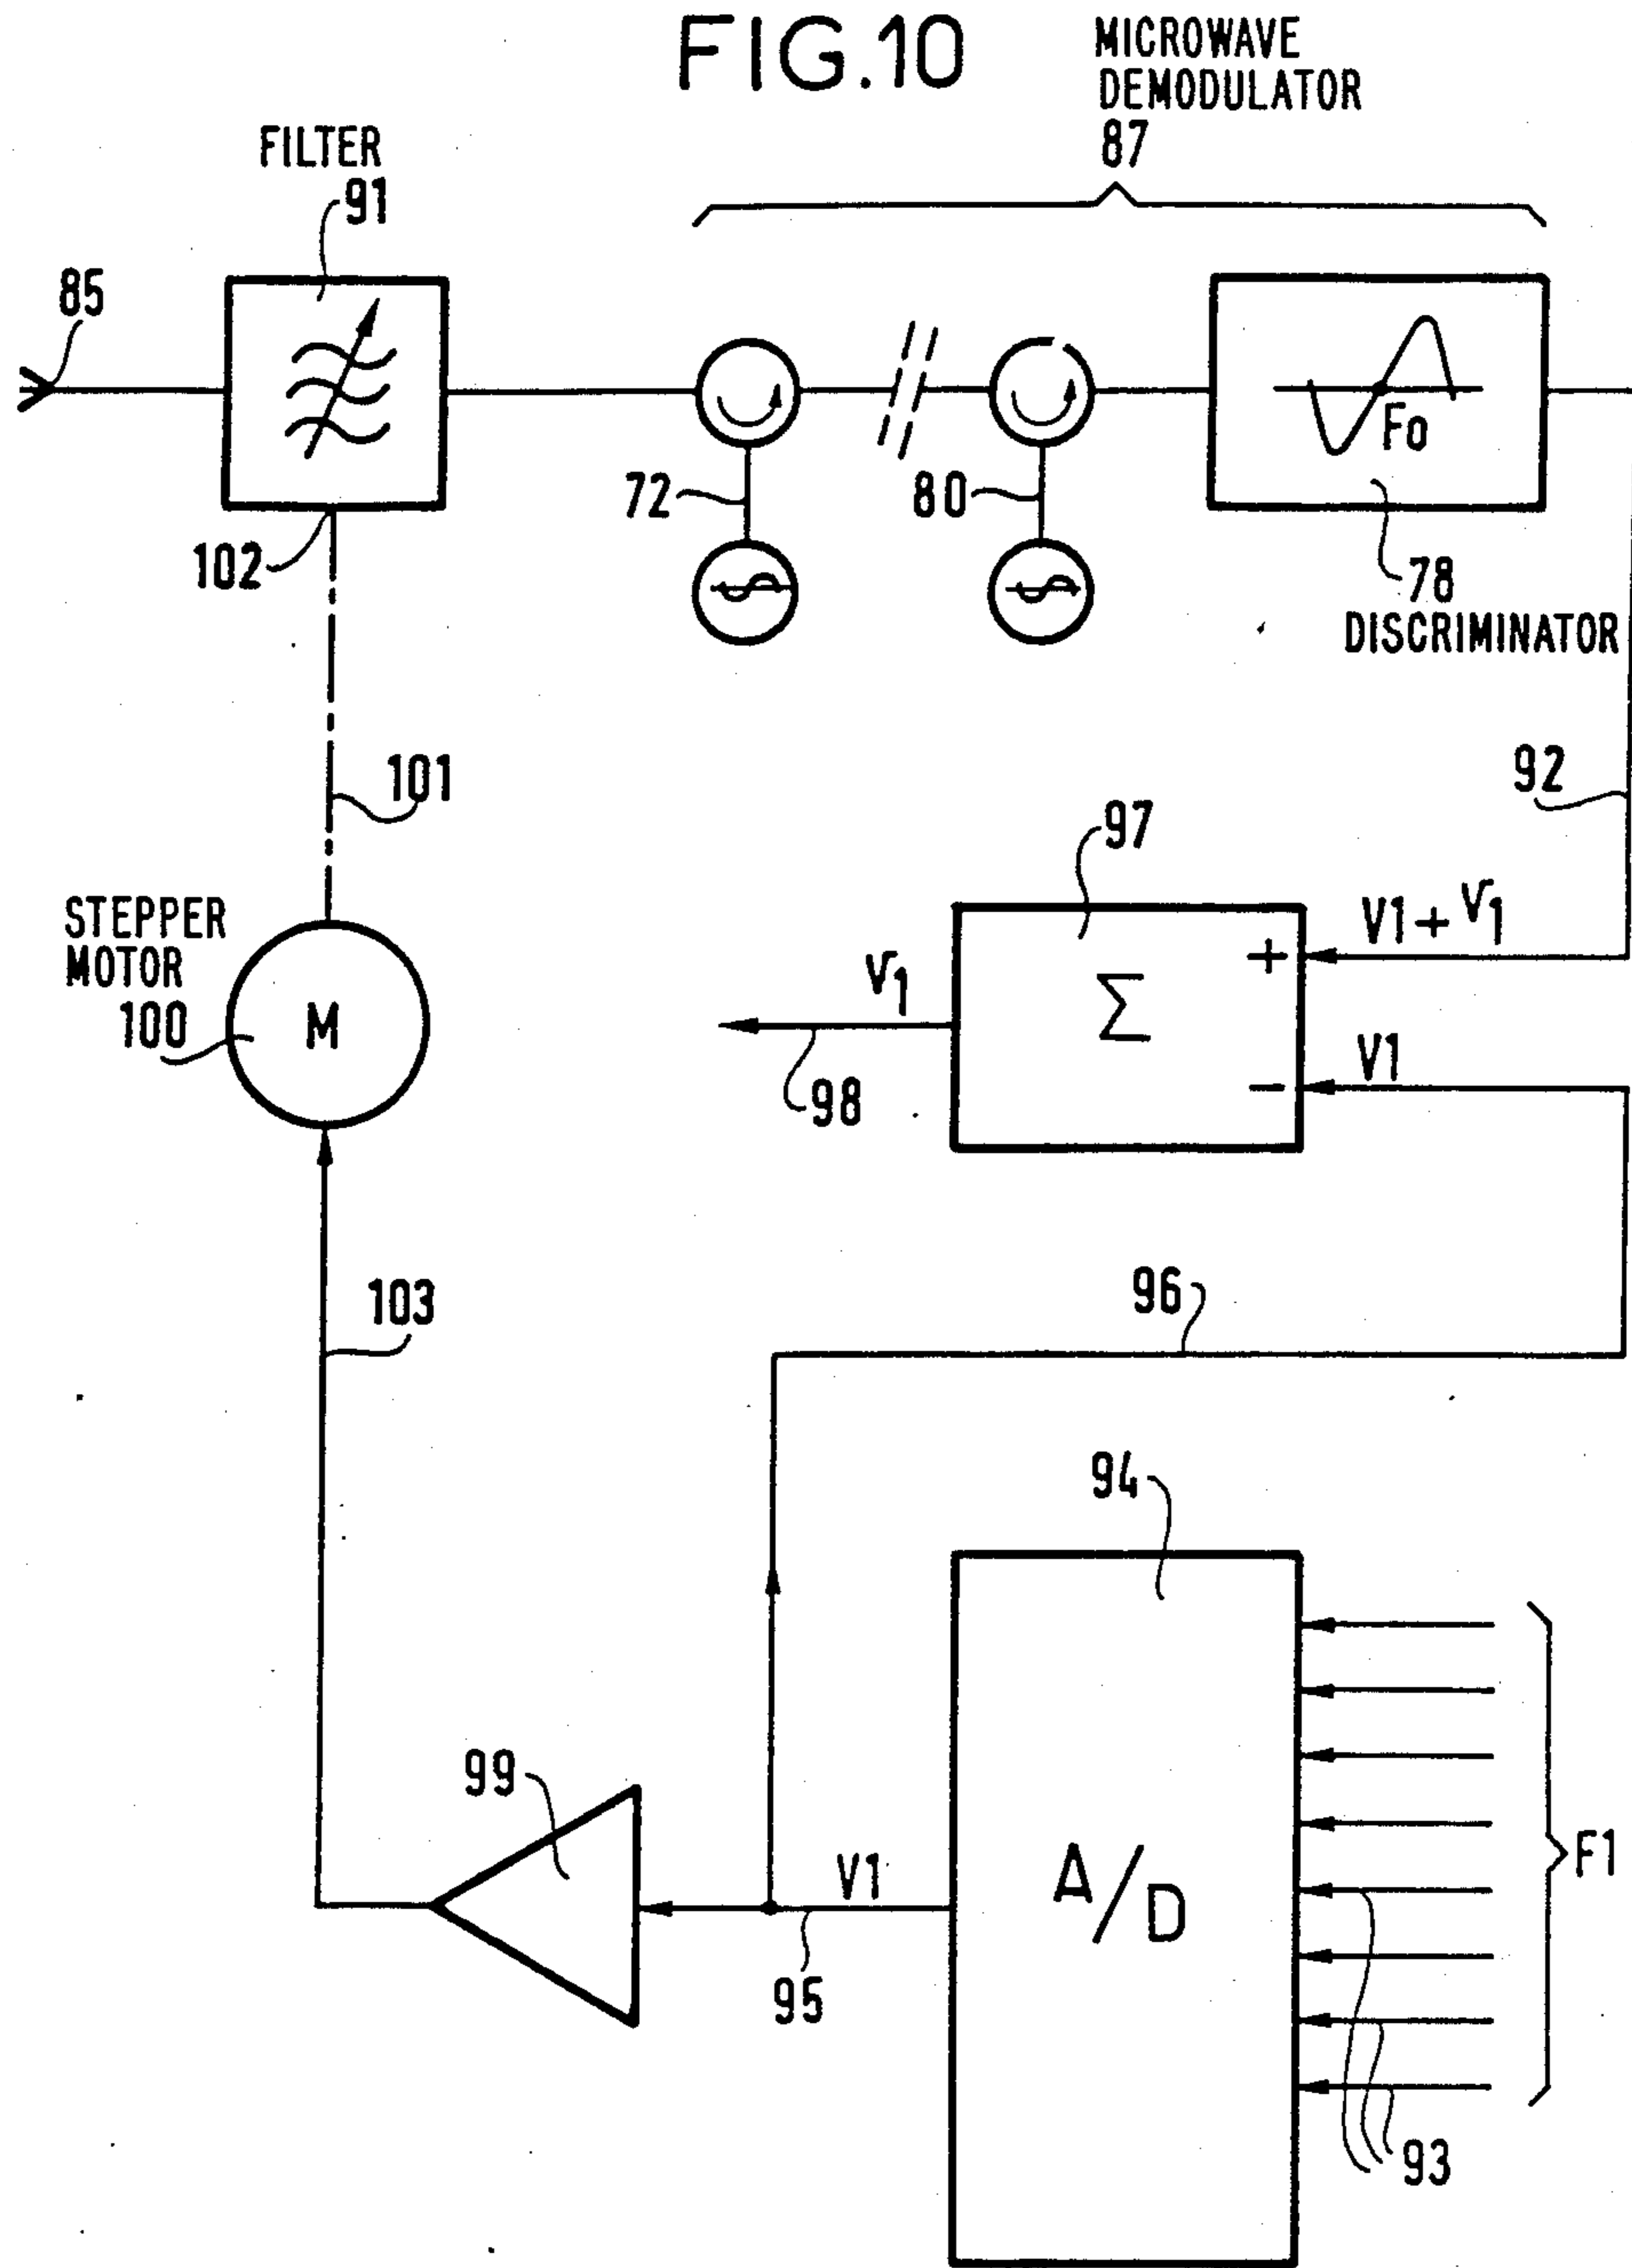 FIG.10
MICROWAVE
DEMODULATOR
87
FILTER
91
85
Fo
72
80
102
78
DISCRIMINATOR
101
92
97
STEPPER
MOTOR
100
M
V1 + v1
+
v1
Σ
V1
−
98
103
96
94
99
V1
A/D
F1
95
93